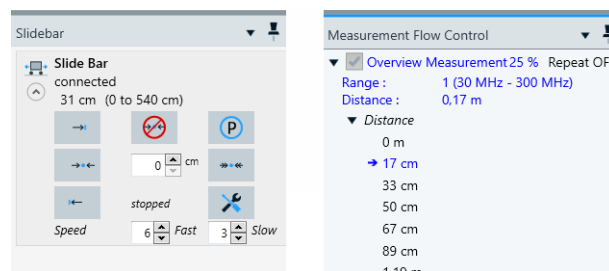 Slidebar
Slide Bar
connected
31 cm (0 to 540 cm)
P
0 cm
stopped
Speed 6 Fast 3 Slow
Measurement Flow Control
Overview Measurement 25 % Repeat OF
Range : 1 (30 MHz - 300 MHz)
Distance : 0,17 m
Distance
0 m
17 cm
33 cm
50 cm
67 cm
89 cm